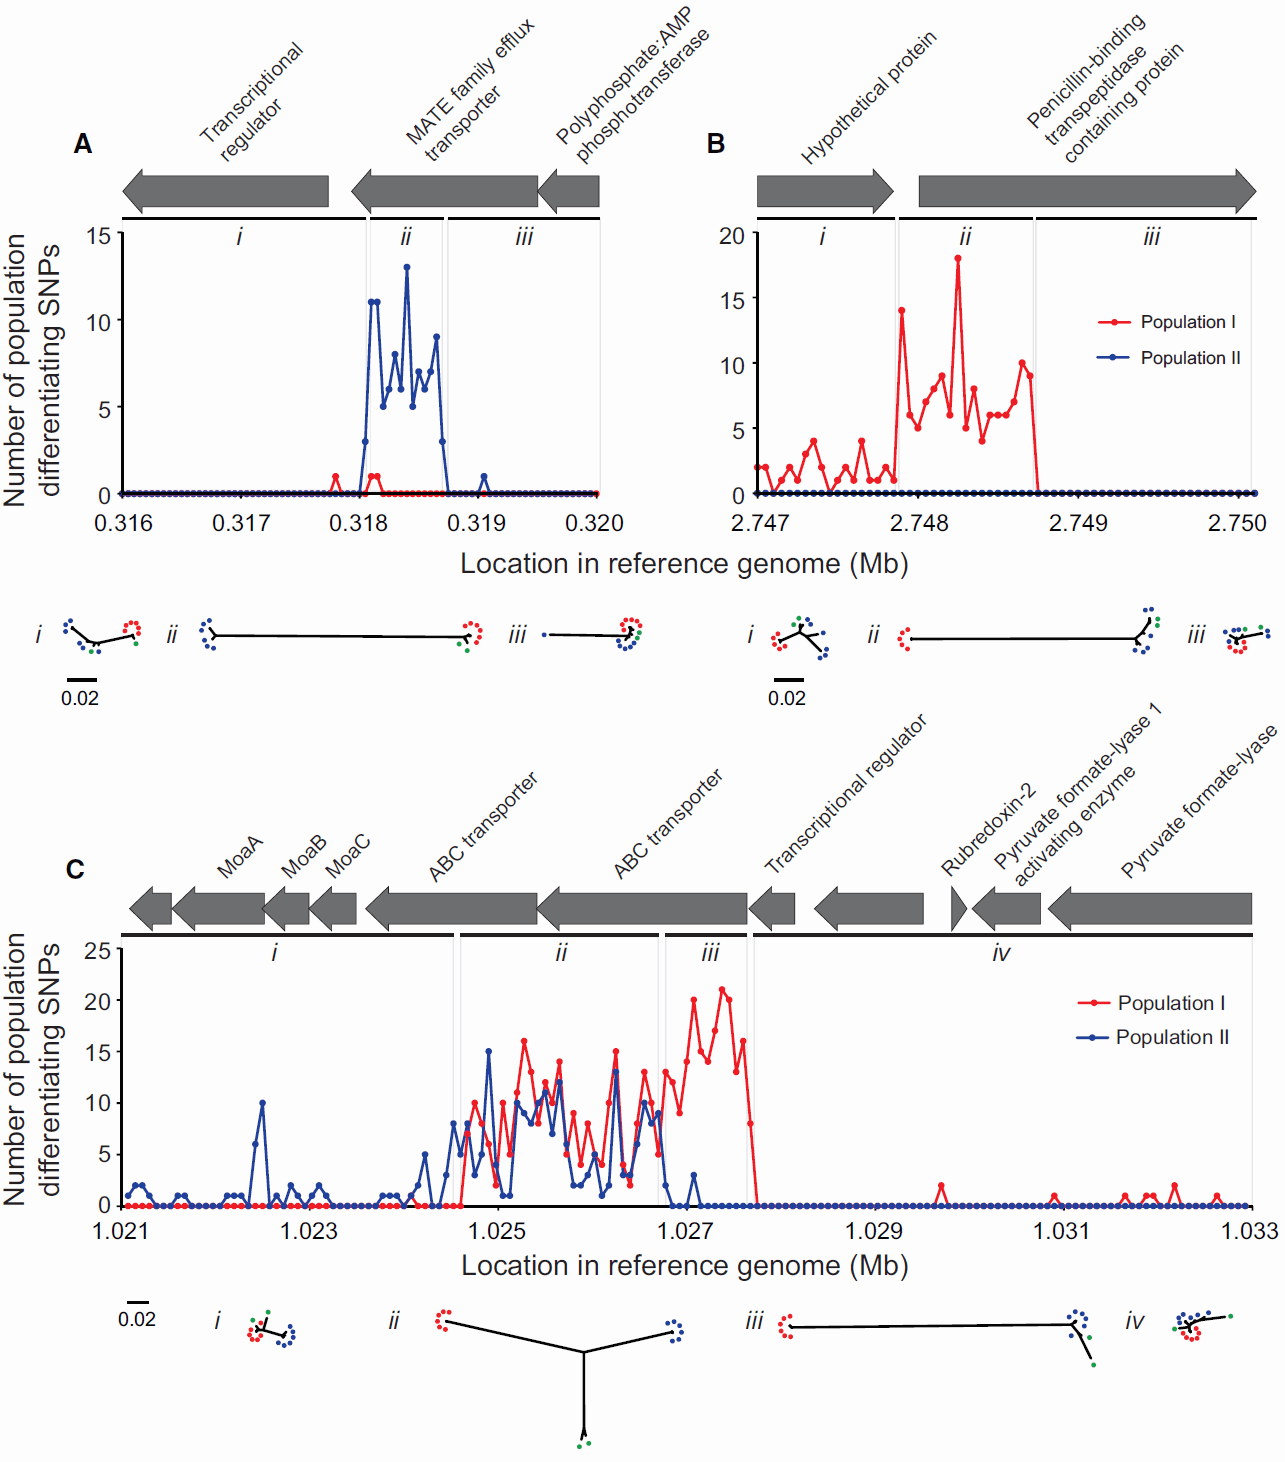 A
Transcriptional
regulator
MATE family efflux
transporter
Polyphosphate:AMP
phosphotransferase
B
Hypothetical protein
Penicillin-binding
transpeptidase
containing protein
Number of population
differentiating SNPs
15
10
5
0
i
ii
iii
0.316
0.317
0.318
0.319
0.320
20
15
10
5
0
i
ii
iii
Population I
Population II
2.747
2.748
2.749
2.750
Location in reference genome (Mb)
i
ii
iii
0.02
i
ii
iii
0.02
C
MoaA
MoaB
MoaC
ABC transporter
ABC transporter
Transcriptional regulator
Rubredoxin-2
Pyruvate formate-lyase 1
activating enzyme
Pyruvate formate-lyase
Number of population
differentiating SNPs
25
20
15
10
5
0
i
ii
iii
iv
Population I
Population II
1.021
1.023
1.025
1.027
1.029
1.031
1.033
Location in reference genome (Mb)
0.02
i
ii
iii
iv